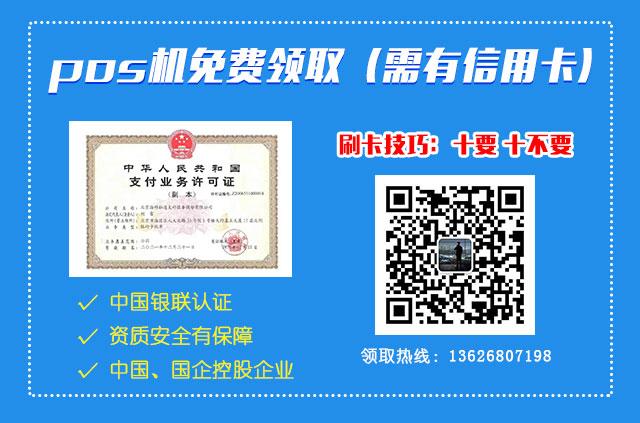 pos机免费领取（需有信用卡）
刷卡技巧：十要 十不要
中华人民共和国
支付业务许可证
（副 本）
中国银联认证
资质安全有保障
中国、国企控股企业
领取热线：13626807198